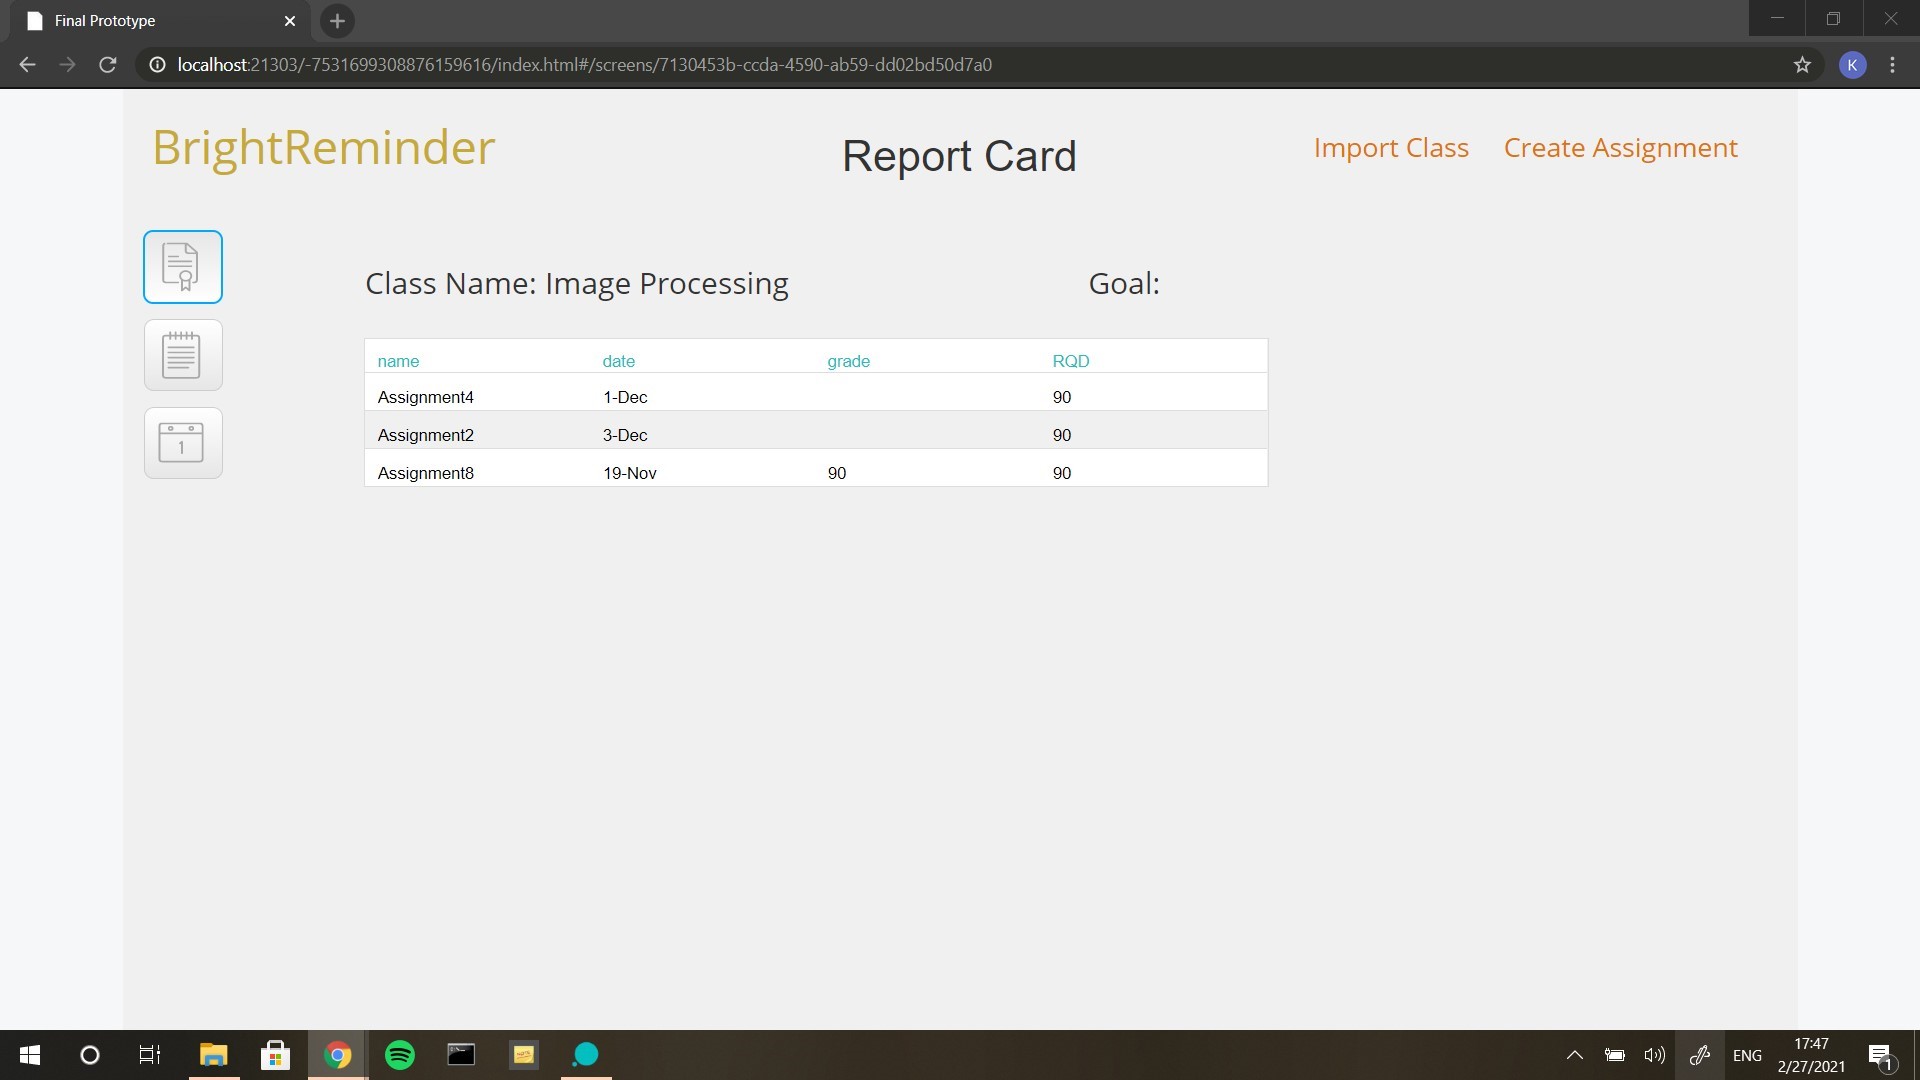 Final Prototype
localhost:21303/-7531699308876159616/index.html#/screens/7130453b-ccda-4590-ab59-dd02bd50d7a0
K
BrightReminder
Report Card
Import Class
Create Assignment
1
Class Name: Image Processing
Goal:
name date grade RQD
Assignment4 1-Dec 90
Assignment2 3-Dec 90
Assignment8 19-Nov 90 90
ENG
17:47
2/27/2021
1